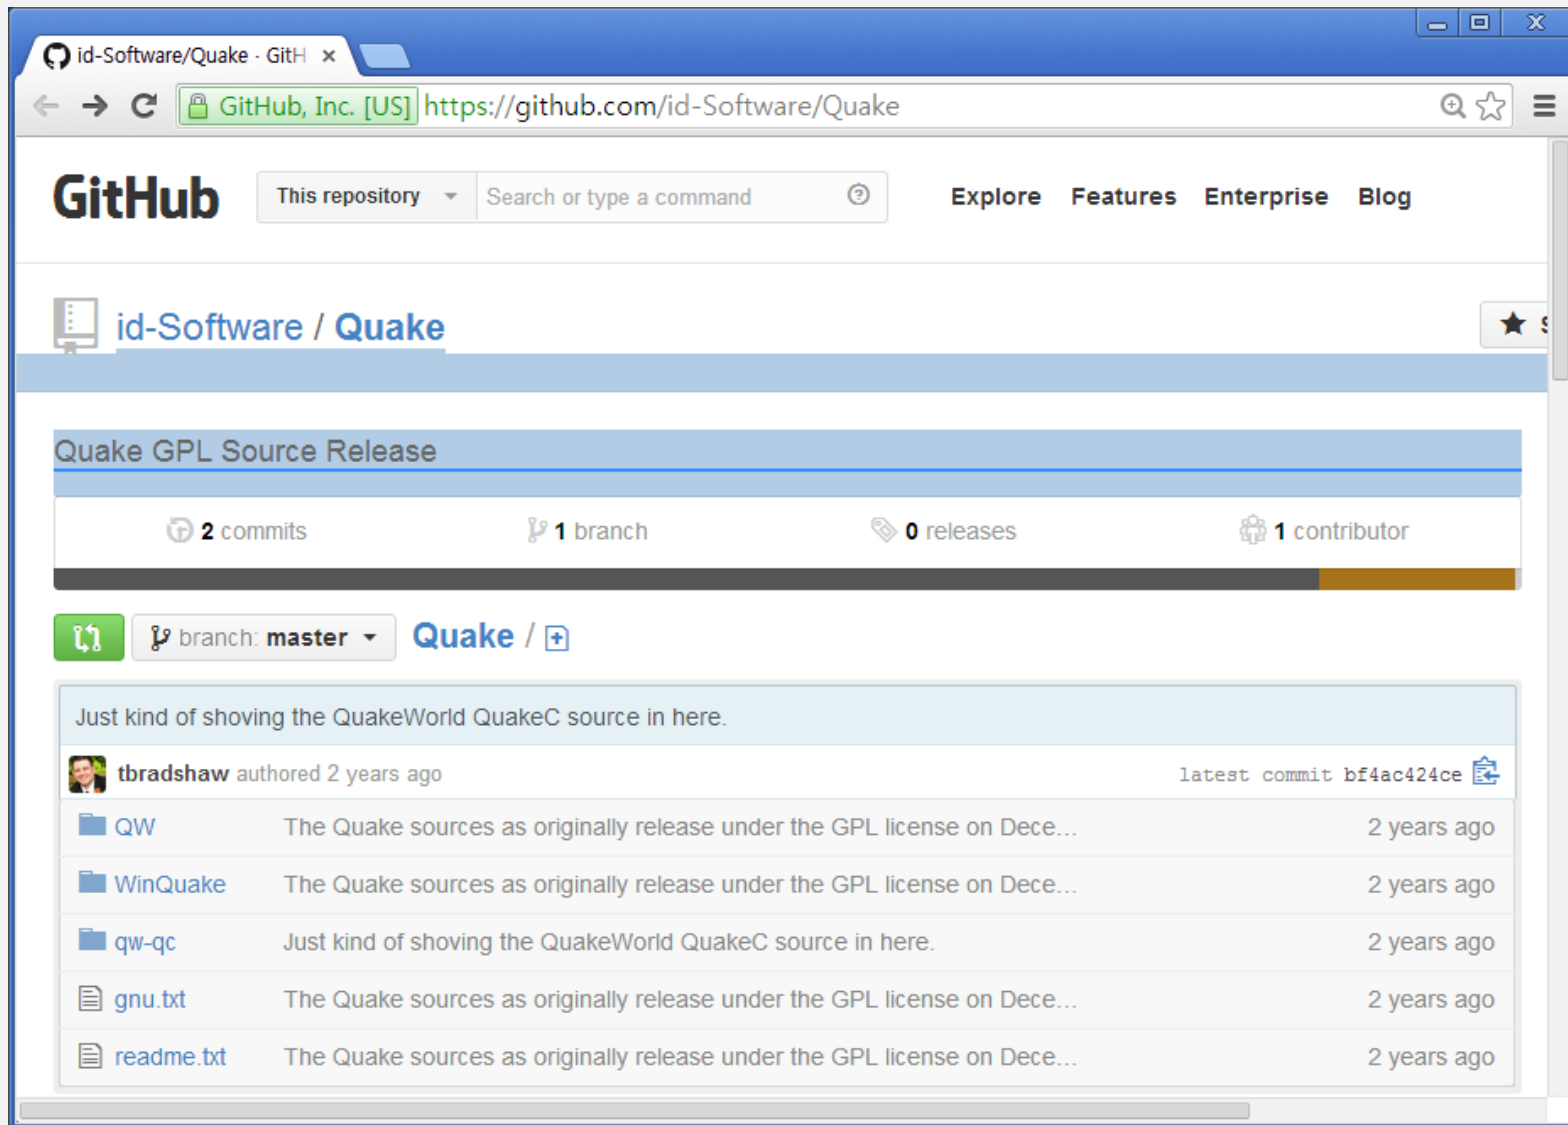 id-Software/Quake · GitH
GitHub, Inc. [US] https://github.com/id-Software/Quake
GitHub This repository Search or type a command Explore Features Enterprise Blog
id-Software / Quake
Quake GPL Source Release
2 commits 1 branch 0 releases 1 contributor
branch: master Quake /
Just kind of shoving the QuakeWorld QuakeC source in here.
tbradshaw authored 2 years ago latest commit bf4ac424ce
QW The Quake sources as originally release under the GPL license on Dece… 2 years ago
WinQuake The Quake sources as originally release under the GPL license on Dece… 2 years ago
qw-qc Just kind of shoving the QuakeWorld QuakeC source in here. 2 years ago
gnu.txt The Quake sources as originally release under the GPL license on Dece… 2 years ago
readme.txt The Quake sources as originally release under the GPL license on Dece… 2 years ago